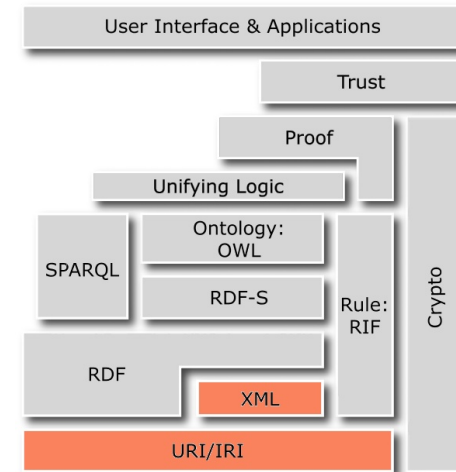 User Interface & Applications
Trust
Proof
Unifying Logic
Ontology:
OWL
SPARQL
RDF-S
Rule:
RIF
Crypto
RDF
XML
URI/IRI